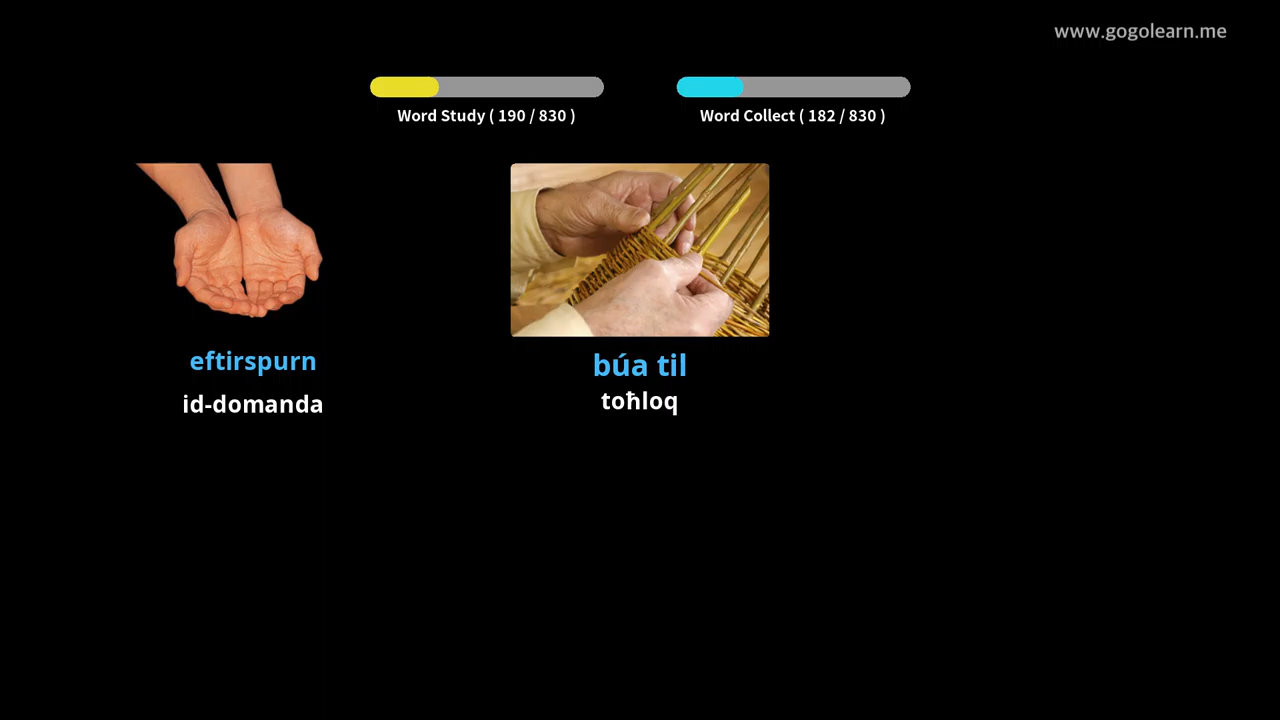 www.gogolearn.me
Word Study ( 190 / 830 )
Word Collect ( 182 / 830 )
eftirspurn
id-domanda
búa til
toħloq